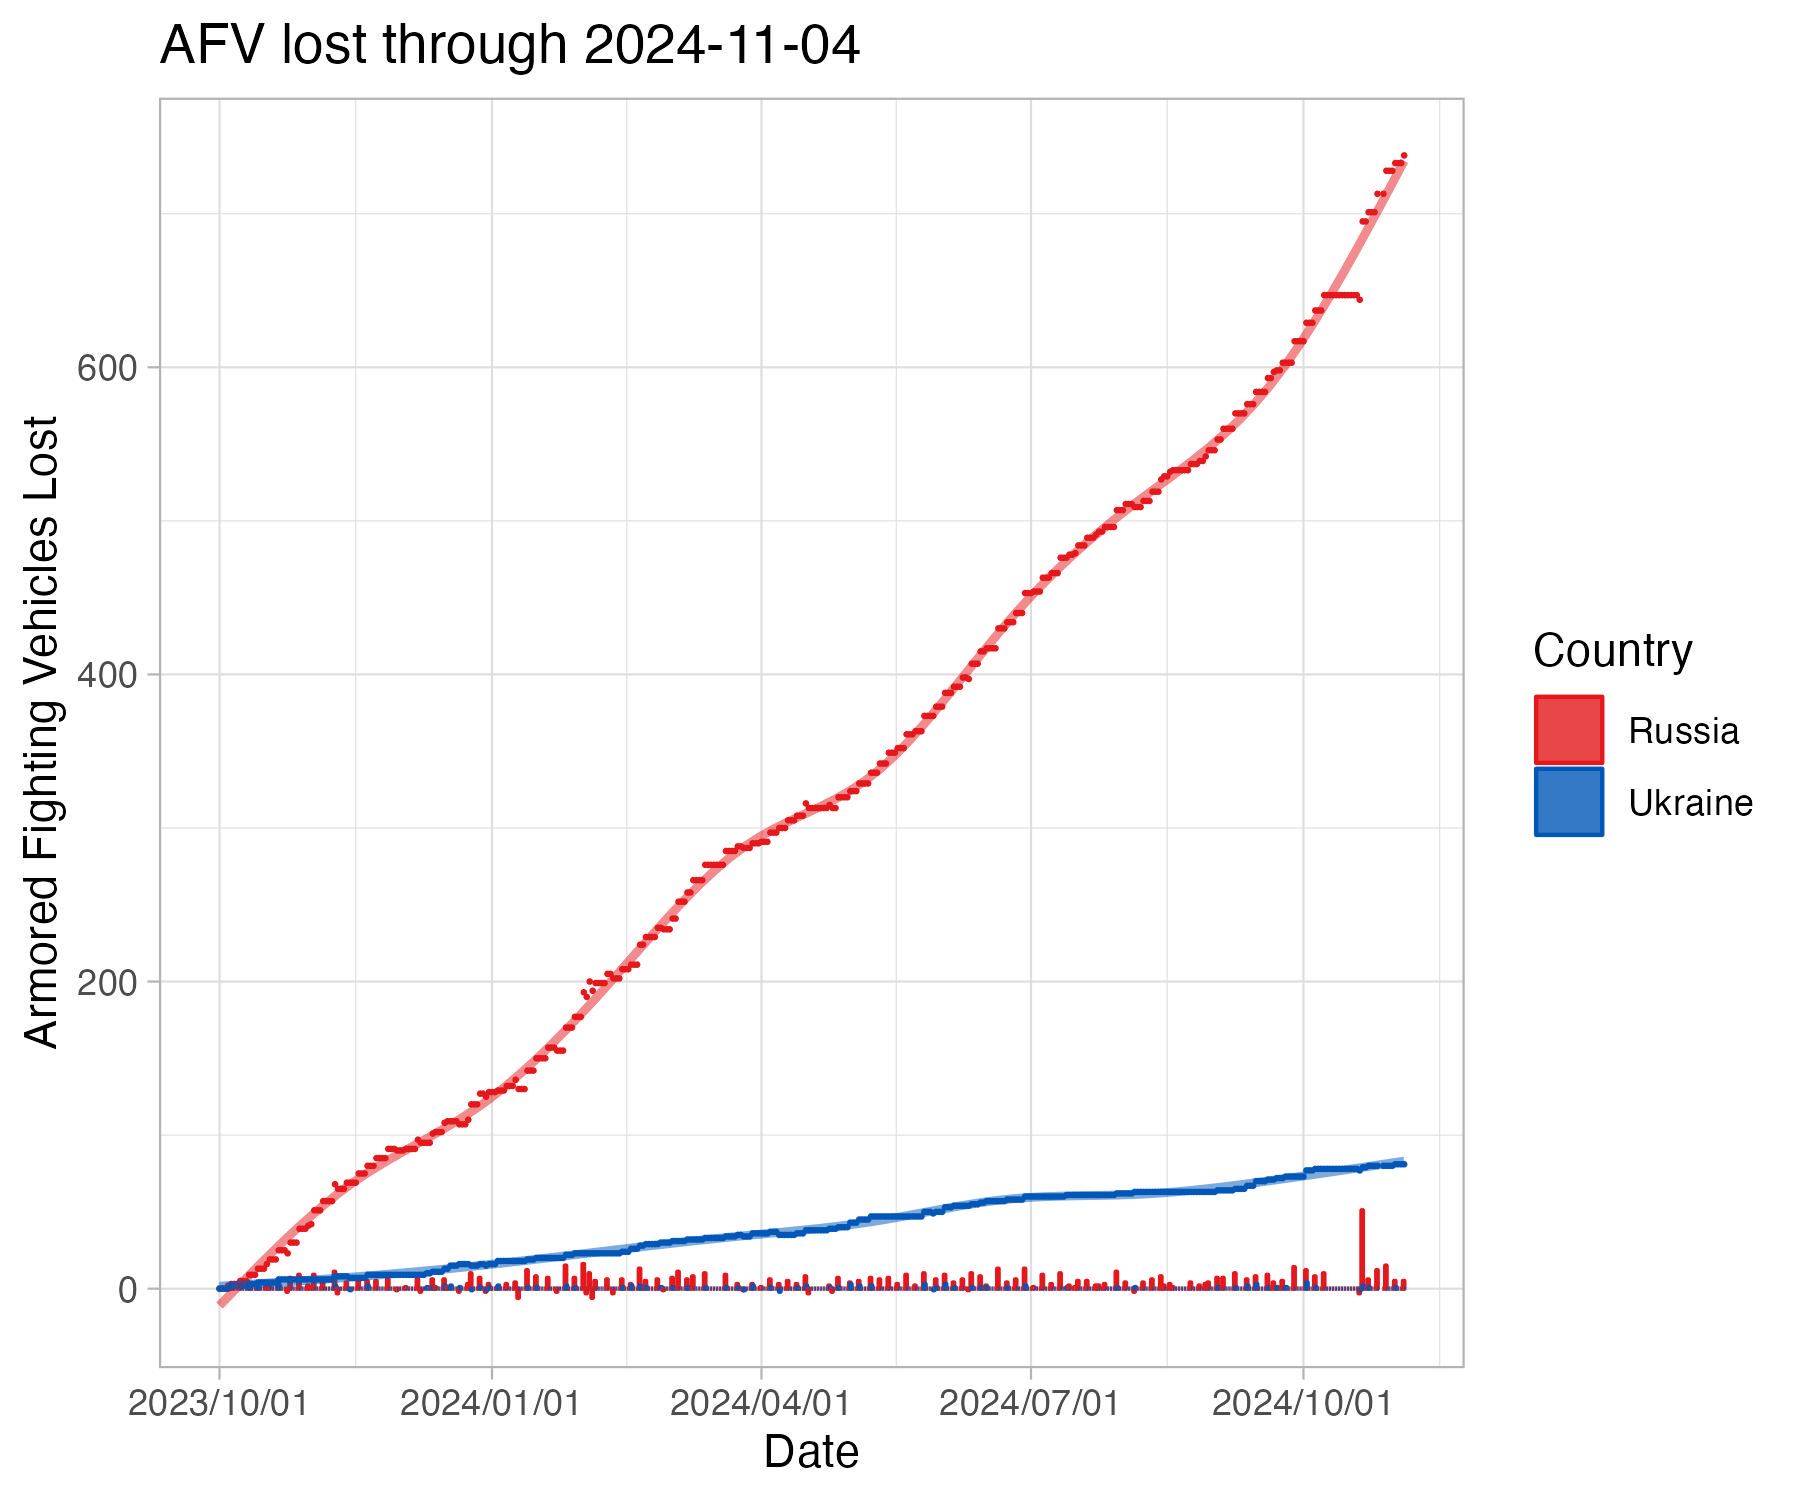 AFV lost through 2024-11-04
Armored Fighting Vehicles Lost
600
400
200
0
2023/10/01
2024/01/01
2024/04/01
2024/07/01
2024/10/01
Date
Country
Russia
Ukraine